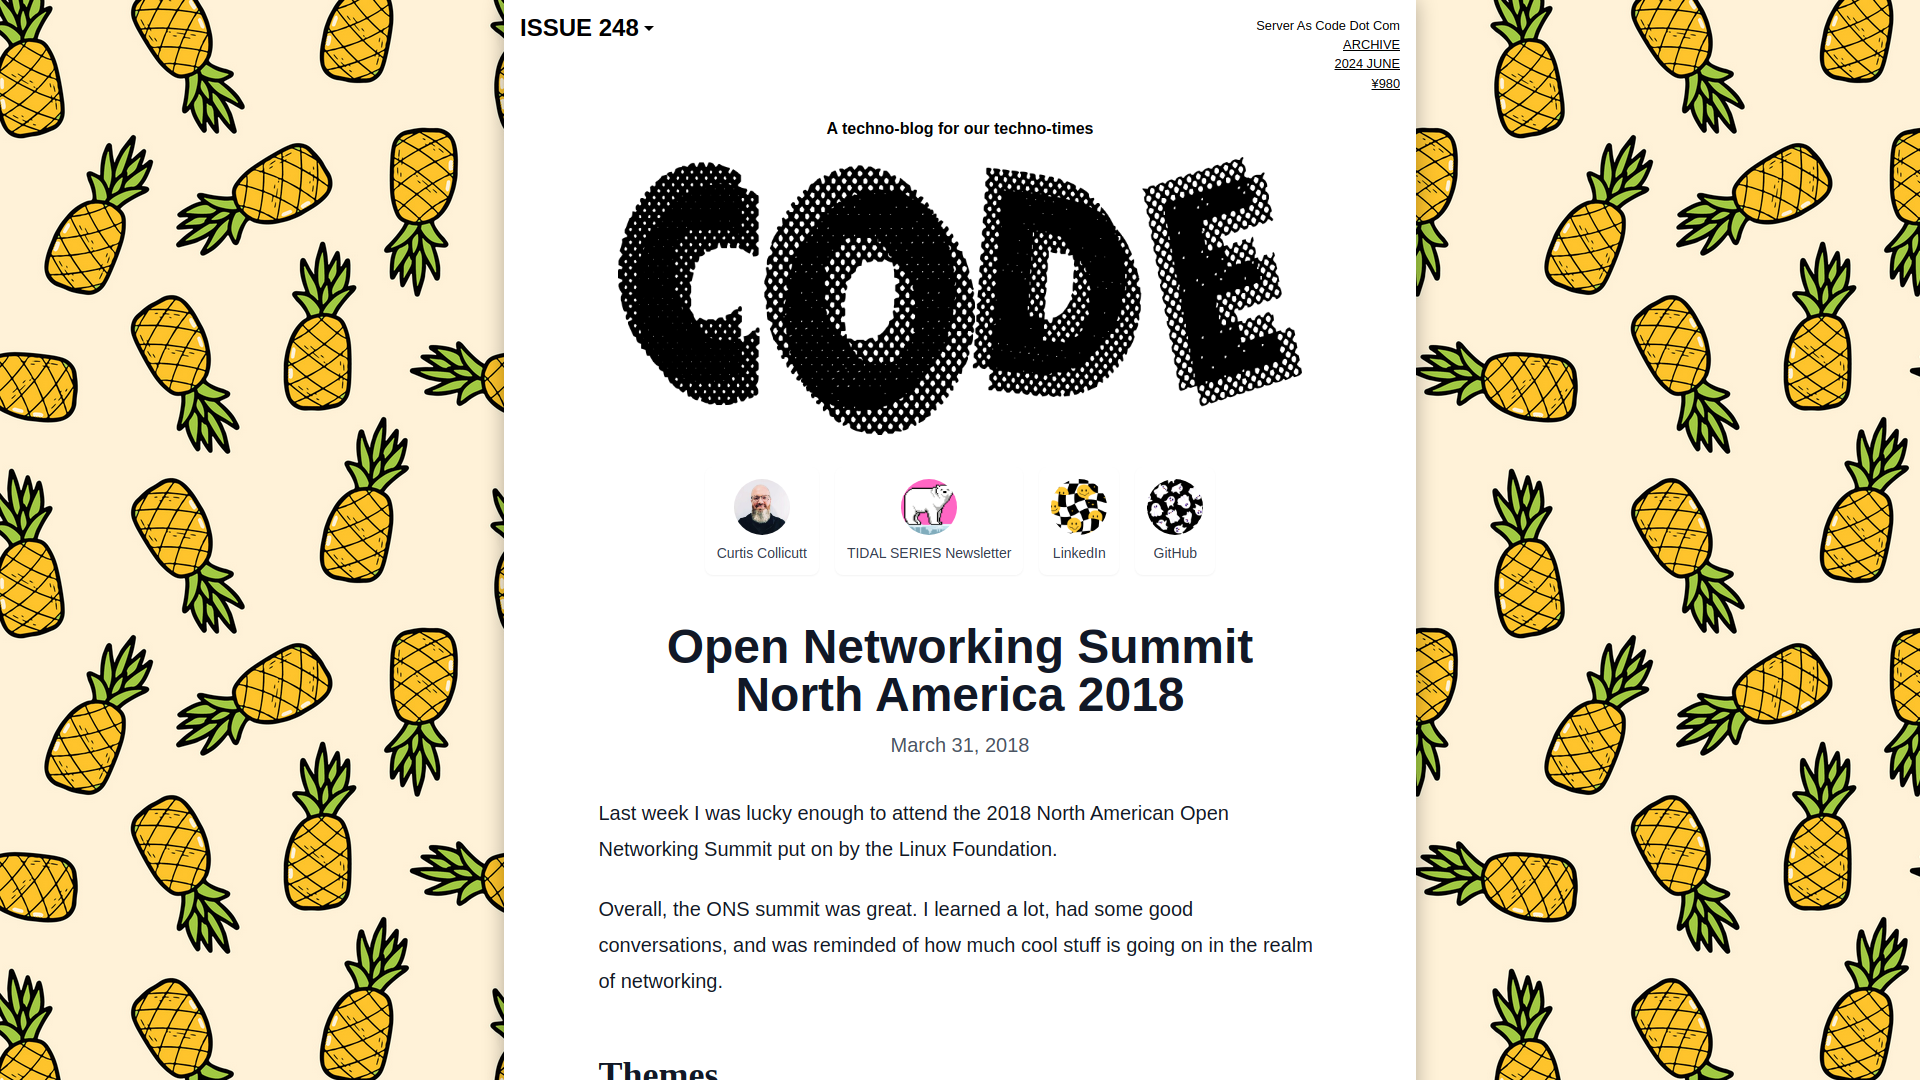 ISSUE 248
Server As Code Dot Com
ARCHIVE
2024 JUNE
¥980
A techno-blog for our techno-times
CODE
Curtis Collicutt
TIDAL SERIES Newsletter
LinkedIn
GitHub
Open Networking Summit
North America 2018
March 31, 2018
Last week I was lucky enough to attend the 2018 North American Open
Networking Summit put on by the Linux Foundation.
Overall, the ONS summit was great. I learned a lot, had some good
conversations, and was reminded of how much cool stuff is going on in the realm
of networking.
Themes